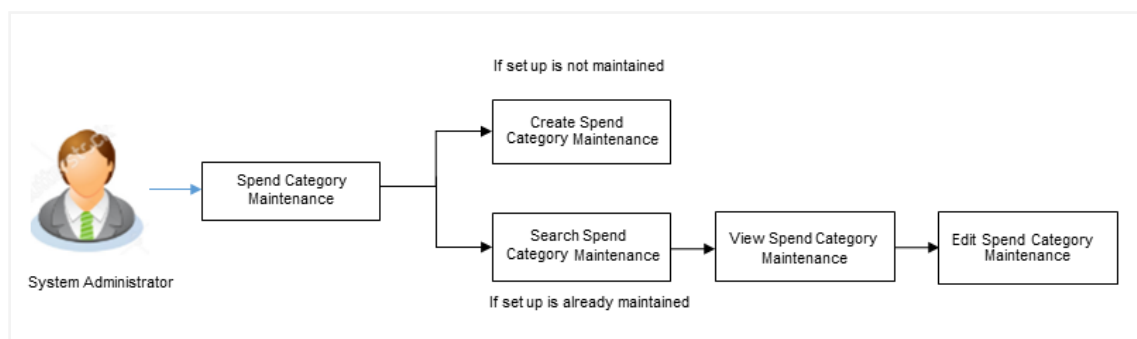 If set up is not maintained
Create Spend
Category Maintenance
Spend Category
Maintenance
Search Spend
Category Maintenance
View Spend Category
Maintenance
Edit Spend Category
Maintenance
System Administrator
If set up is already maintained